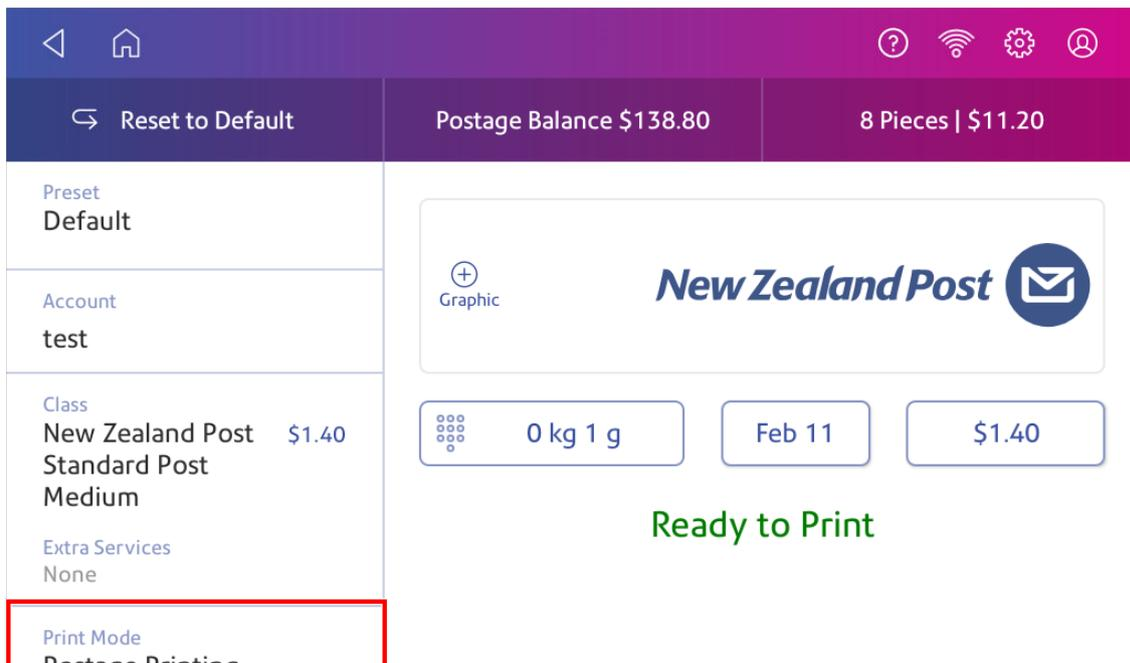 Reset to Default
Postage Balance $138.80
8 Pieces | $11.20
Preset
Default
Account
test
Class
New Zealand Post $1.40
Standard Post
Medium
Extra Services
None
Print Mode
Postage Printing
Graphic
New Zealand Post
0 kg 1 g
Feb 11
$1.40
Ready to Print